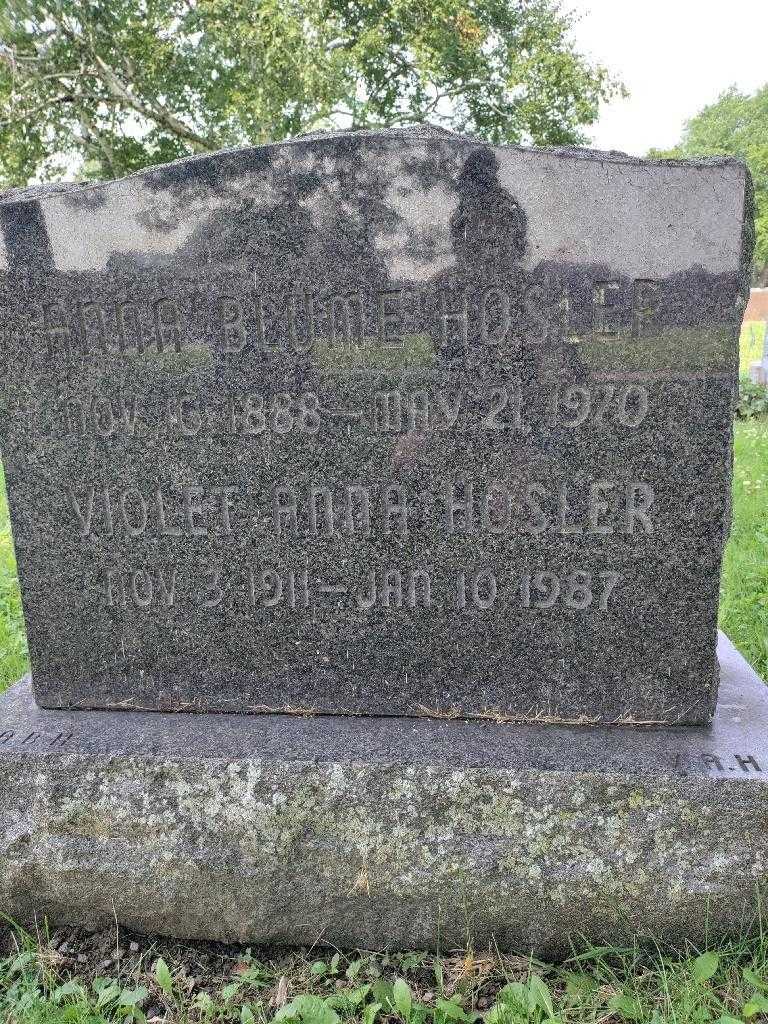 ANNA BLUME HOSLER
NOV 16 1888 — MAY 21, 1970
VIOLET ANNA HOSLER
NOV 3 1911 — JAN 10 1987
A.H